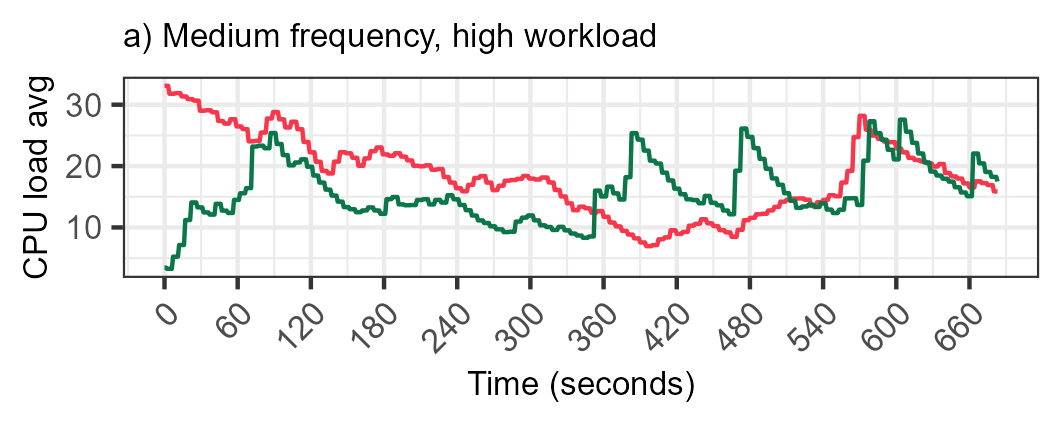 a) Medium frequency, high workload
CPU load avg
30
20
10
0 60 120 180 240 300 360 420 480 540 600 660
Time (seconds)